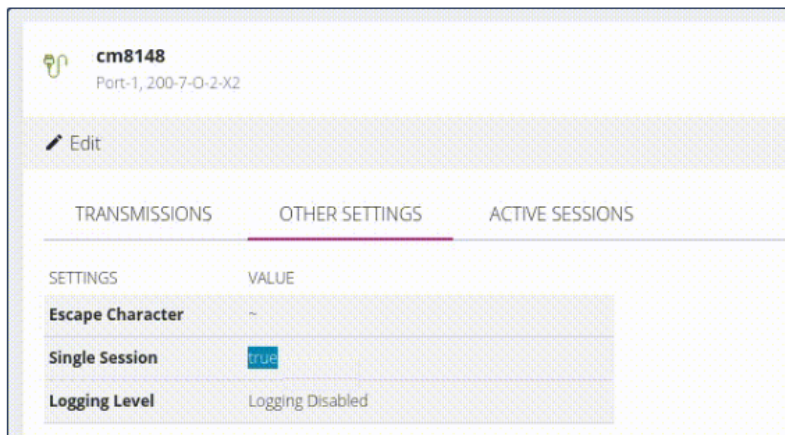 cm8148
Port-1, 200-7-O-2-X2
Edit
TRANSMISSIONS OTHER SETTINGS ACTIVE SESSIONS
SETTINGS VALUE
Escape Character ~
Single Session true
Logging Level Logging Disabled